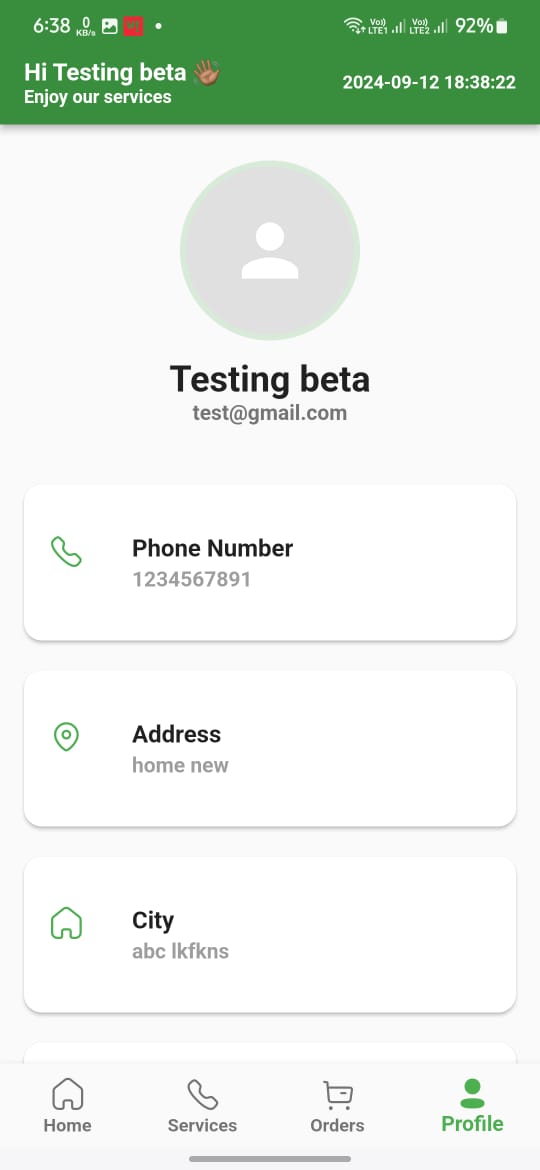 6:38 0 KB/s Vo)) LTE1 Vo)) LTE2 92%
Hi Testing beta 👋🏽
Enjoy our services
2024-09-12 18:38:22
Testing beta
test@gmail.com
Phone Number
1234567891
Address
home new
City
abc lkfkns
Home Services Orders Profile